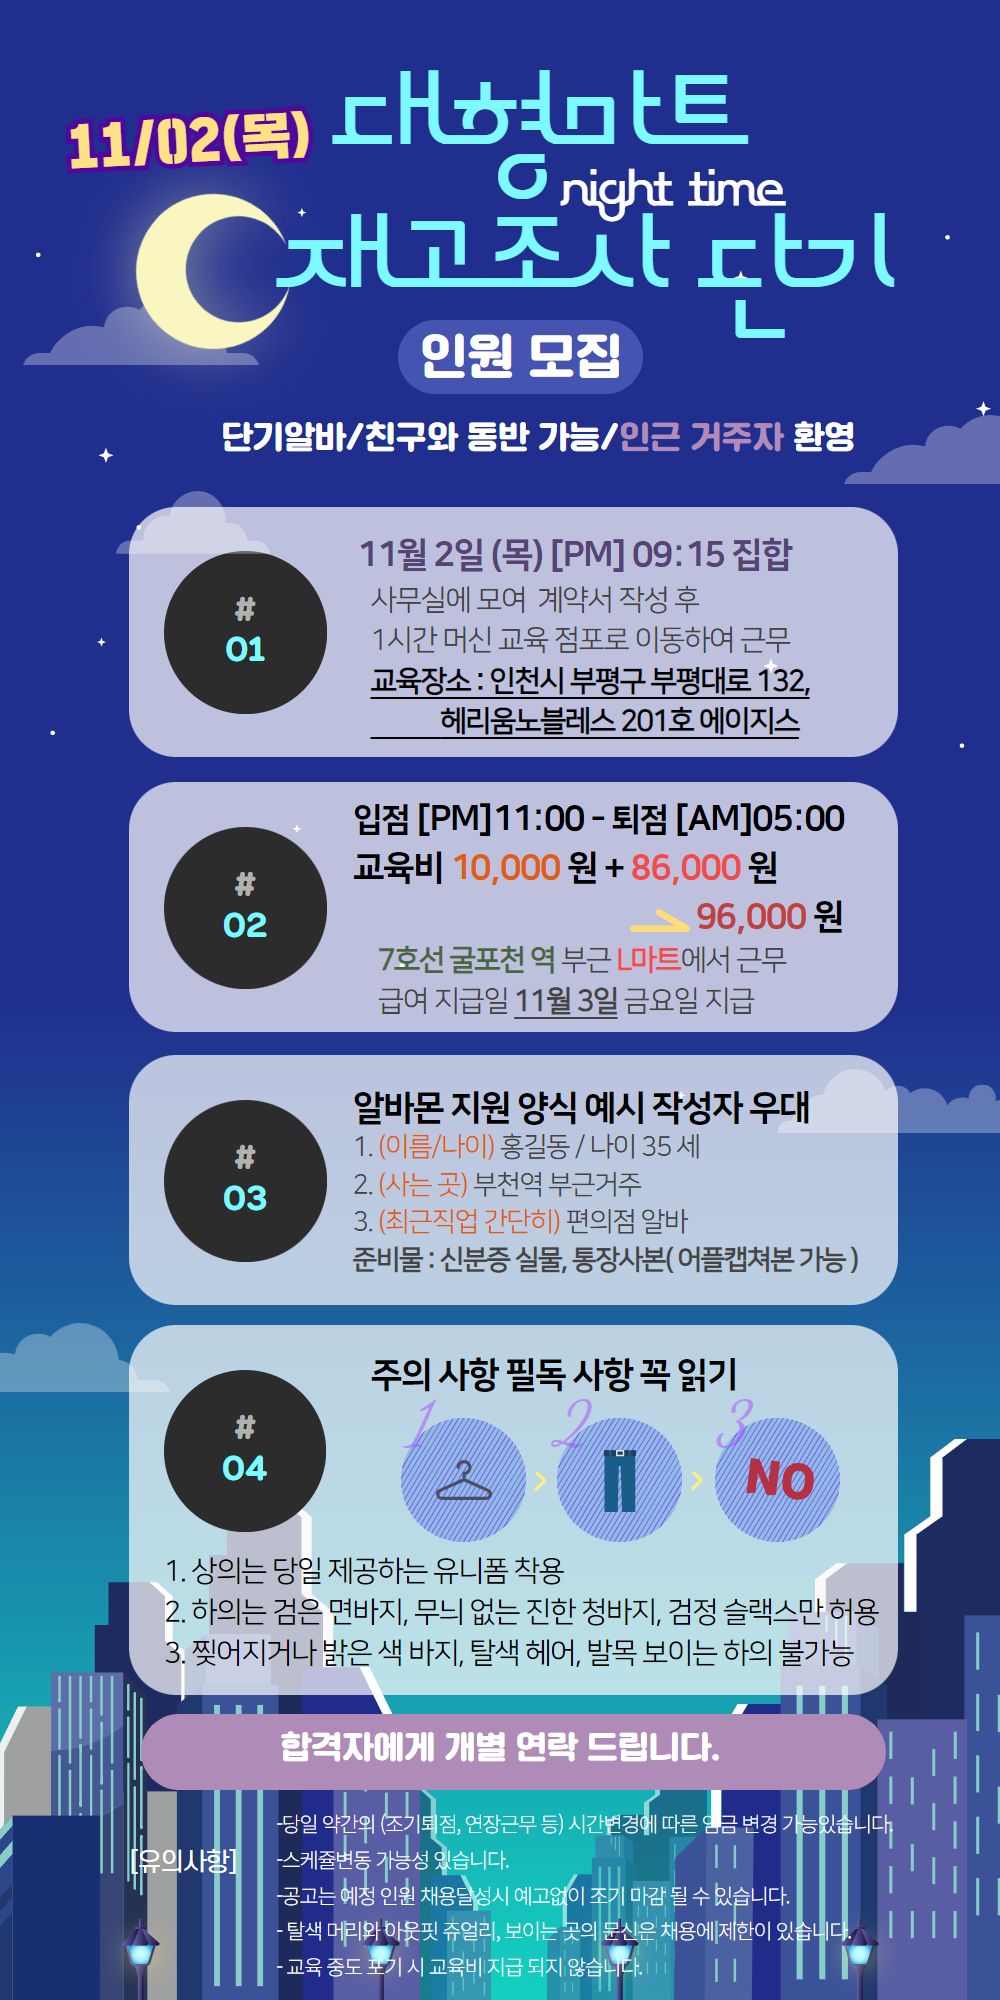 11/02(목)
대형마트
night time
재고조사 단기
인원 모집
단기알바/친구와 동반 가능/인근 거주자 환영
#
01
11월 2일 (목) [PM] 09:15 집합
사무실에 모여 계약서 작성 후
1시간 머신 교육 점포로 이동하여 근무
교육장소 : 인천시 부평구 부평대로 132,
헤리움노블레스 201호 에이지스
#
02
입점 [PM]11:00 - 퇴점 [AM]05:00
교육비 10,000 원 + 86,000 원
96,000 원
7호선 굴포천 역 부근 L마트에서 근무
급여 지급일 11월 3일 금요일 지급
#
03
알바몬 지원 양식 예시 작성자 우대
1. (이름/나이) 홍길동 / 나이 35 세
2. (사는 곳) 부천역 부근거주
3. (최근직업 간단히) 편의점 알바
준비물 : 신분증 실물, 통장사본( 어플캡쳐본 가능 )
#
04
주의 사항 필독 사항 꼭 읽기
1 2 3
NO
1. 상의는 당일 제공하는 유니폼 착용
2. 하의는 검은 면바지, 무늬 없는 진한 청바지, 검정 슬랙스만 허용
3. 찢어지거나 밝은 색 바지, 탈색 헤어, 발목 보이는 하의 불가능
합격자에게 개별 연락 드립니다.
[유의사항]
-당일 약간의 (조기퇴점, 연장근무 등) 시간변경에 따른 임금 변경 가능있습니다.
-스케쥴변동 가능성 있습니다.
-공고는 예정 인원 채용달성시 예고없이 조기 마감 될 수 있습니다.
- 탈색 머리와 아웃핏 쥬얼리, 보이는 곳의 문신은 채용에 제한이 있습니다.
- 교육 중도 포기 시 교육비 지급 되지 않습니다.